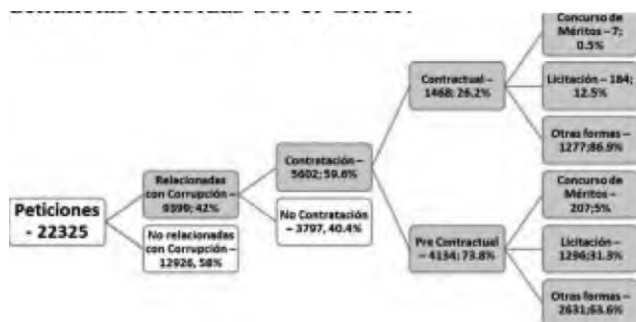 Concurso de
Méritos – 7;
0.5%
Contractual –
1468; 26.2%
Licitación – 184;
12.5%
Otras formas –
1277;86.9%
Contratación –
5602; 59.6%
Relacionadas
con Corrupción –
9399; 42%
Concurso de
Méritos –
207;5%
Peticiones
- 22325
No Contratación
– 3797, 40.4%
No relacionadas
con Corrupción –
12926, 58%
Pre Contractual
– 4134; 73.8%
Licitación –
1296;31.3%
Otras formas –
2631;63.6%